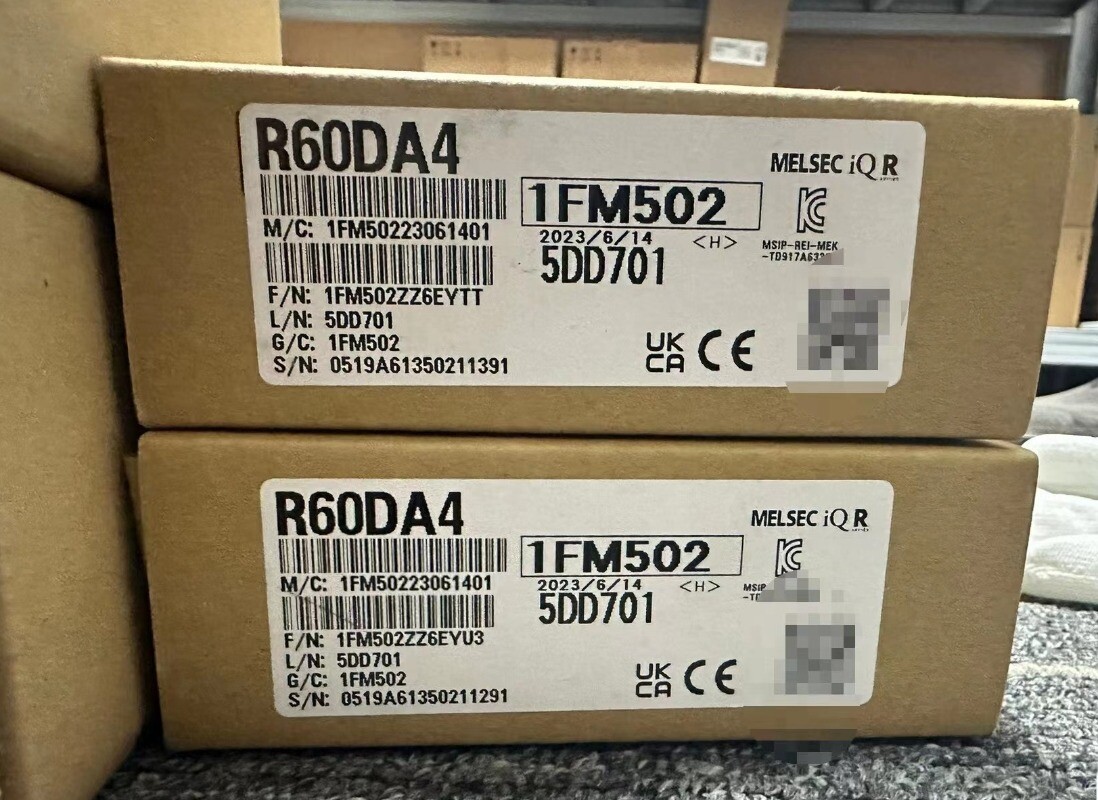 R60DA4
MELSEC iQ R
1FM502
M/C: 1FM50223061401
2023/6/14 <H>
MSIP-REI-MEK
5DD701
F/N: 1FM502ZZ6EYTT
L/N: 5DD701
G/C: 1FM502
S/N: 0519A61350211391
UK
CA CE
R60DA4
MELSEC iQ R
1FM502
M/C: 1FM50223061401
2023/6/14 <H>
5DD701
F/N: 1FM502ZZ6EYU3
L/N: 5DD701
G/C: 1FM502
S/N: 0519A61350211291
UK
CA CE